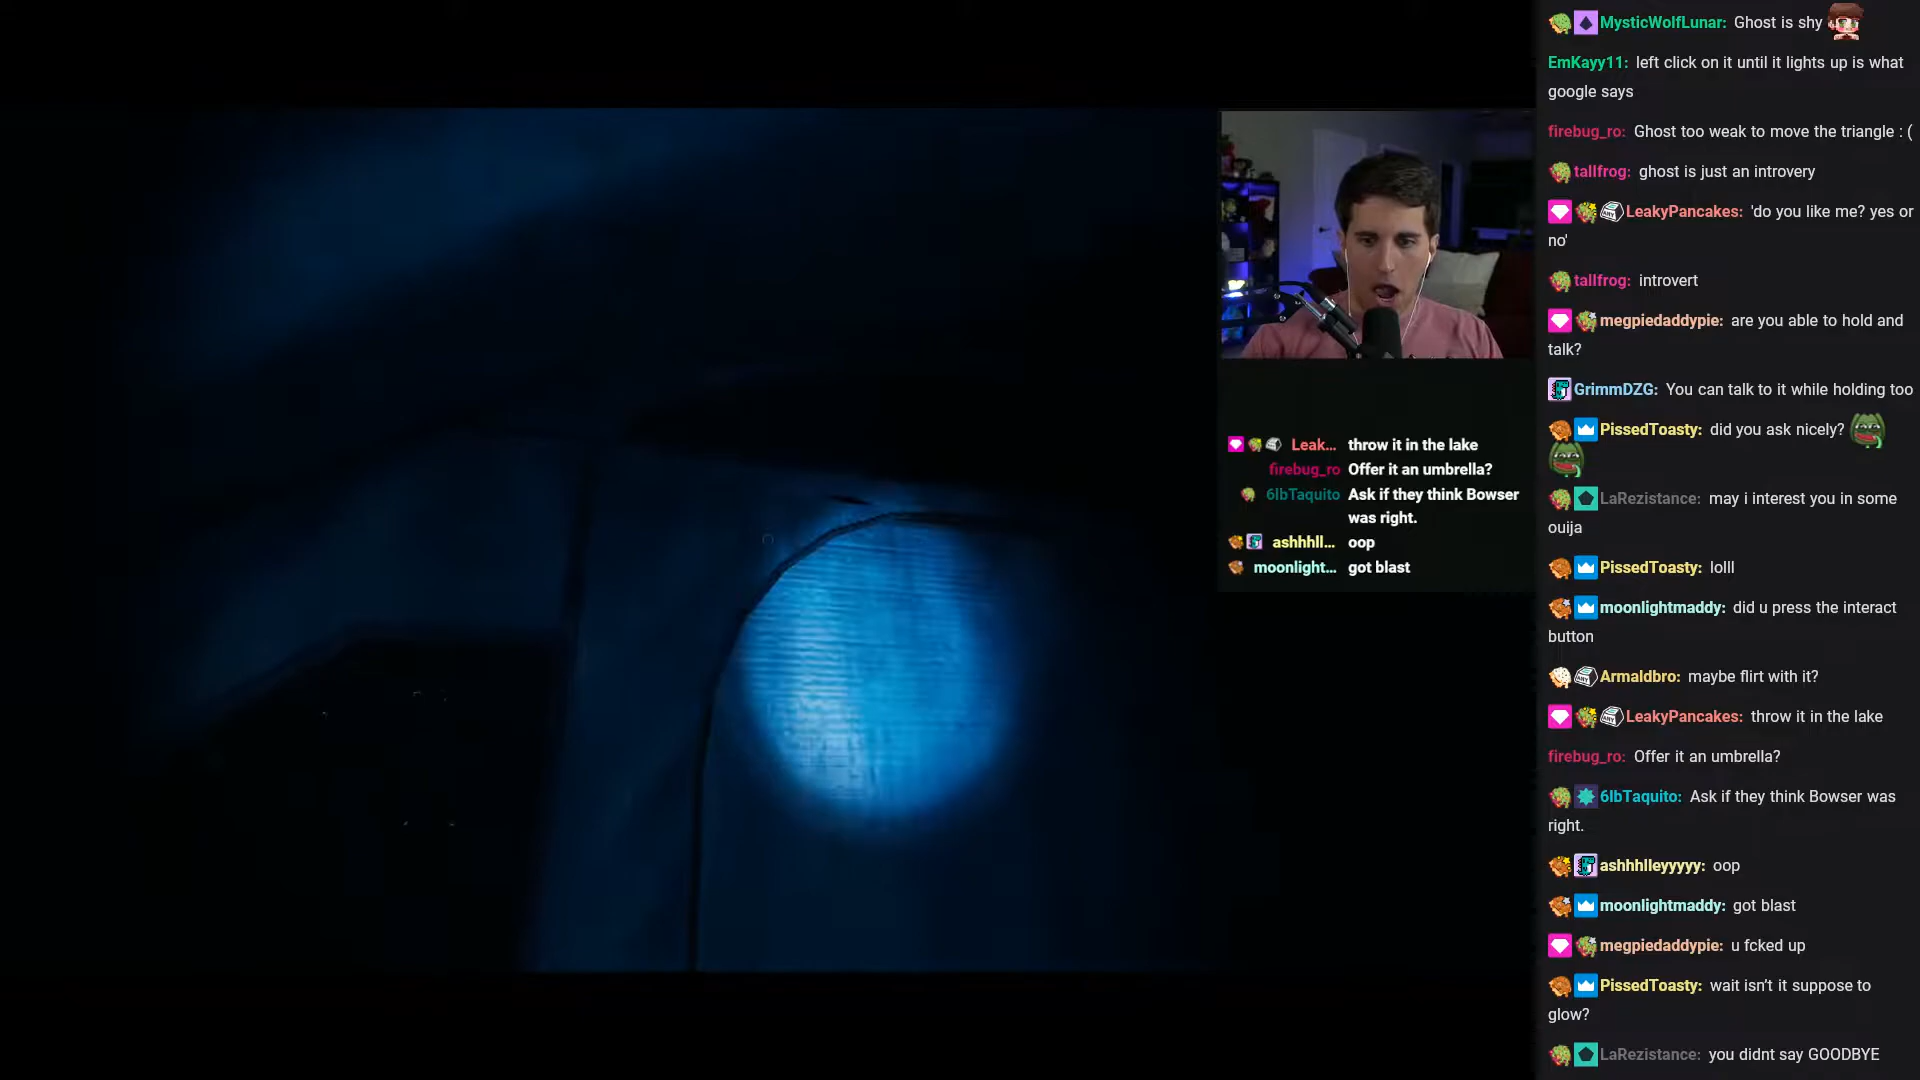 MysticWolfLunar: Ghost is shy
EmKayy11: left click on it until it lights up is what
google says
firebug_ro: Ghost too weak to move the triangle : (
tallfrog: ghost is just an introvery
LeakyPancakes: 'do you like me? yes or
no'
tallfrog: introvert
megpiedaddypie: are you able to hold and
talk?
GrimmDZG: You can talk to it while holding too
PissedToasty: did you ask nicely?
LaRezistance: may i interest you in some
ouija
PissedToasty: lolll
moonlightmaddy: did u press the interact
button
Armaldbro: maybe flirt with it?
LeakyPancakes: throw it in the lake
firebug_ro: Offer it an umbrella?
6lbTaquito: Ask if they think Bowser was
right.
ashhhlleyyyyy: oop
moonlightmaddy: got blast
megpiedaddypie: u fcked up
PissedToasty: wait isn't it suppose to
glow?
LaRezistance: you didnt say GOODBYE
Leak... throw it in the lake
firebug_ro Offer it an umbrella?
6lbTaquito Ask if they think Bowser
was right.
ashhhll... oop
moonlight... got blast